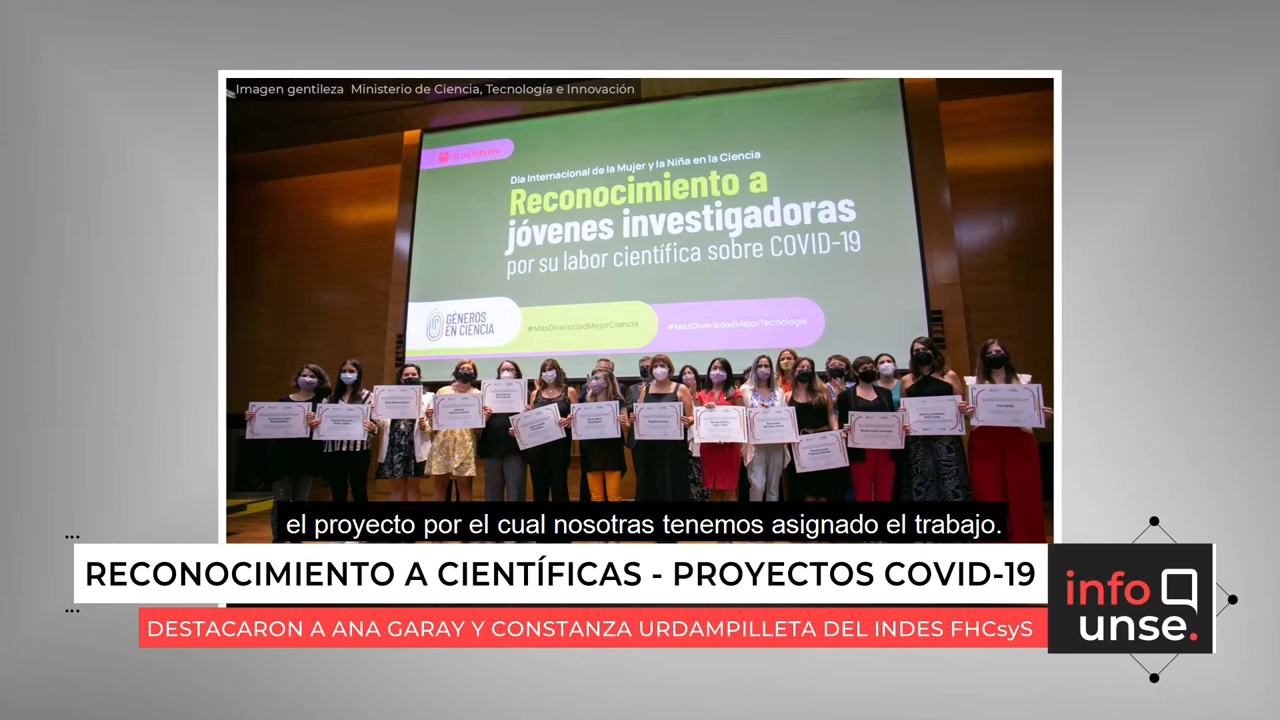 Imagen gentileza Ministerio de Ciencia, Tecnología e Innovación
11 de febrero
Día Internacional de la Mujer y la Niña en la Ciencia
Reconocimiento a
jóvenes investigadoras
por su labor científica sobre COVID-19
GÉNEROS
EN CIENCIA
#MásDiversidadMejorCiencia
#MásDiversidadMejorTecnología
el proyecto por el cual nosotras tenemos asignado el trabajo.
RECONOCIMIENTO A CIENTÍFICAS - PROYECTOS COVID-19
DESTACARON A ANA GARAY Y CONSTANZA URDAMPILLETA DEL INDES FHCsyS
info
unse.